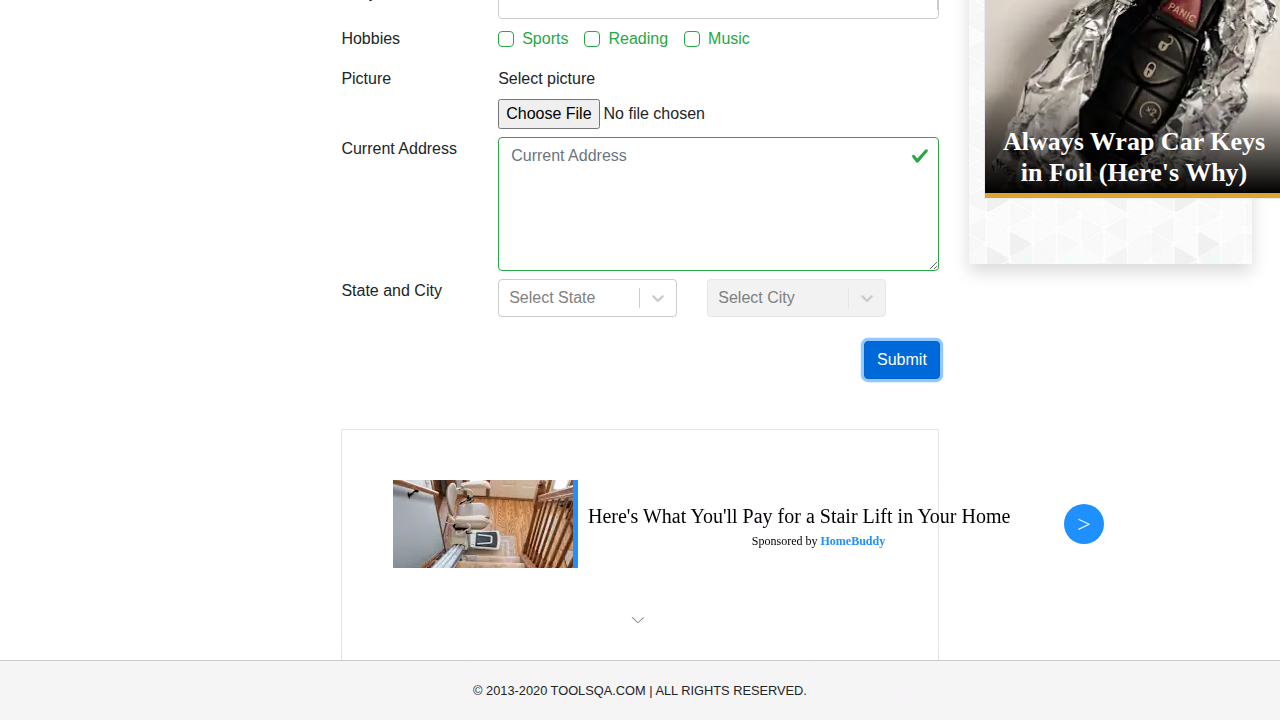 Hobbies
Sports Reading Music
Picture
Select picture
Choose File No file chosen
Current Address
Current Address
State and City
Select State
Select City
Submit
PANIC
Always Wrap Car Keys
in Foil (Here's Why)
Here's What You'll Pay for a Stair Lift in Your Home
Sponsored by HomeBuddy
>
© 2013-2020 TOOLSQA.COM | ALL RIGHTS RESERVED.